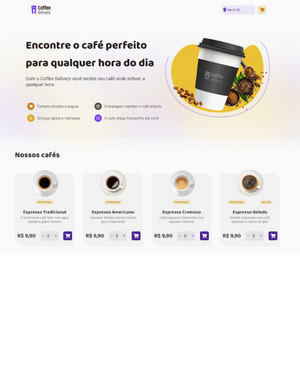 Coffee
Delivery
Serra, ES
Encontre o café perfeito
para qualquer hora do dia
Com o Coffee Delivery você recebe seu café onde estiver, a
qualquer hora
Compra simples e segura
Embalagem mantém o café intacto
Entrega rápida e rastreada
O café chega fresquinho até você
Nossos cafés
Expresso Tradicional
O tradicional café feito com água
quente e grãos moídos
R$ 9,90
0
Expresso Americano
Expresso diluído, menos intenso
que o tradicional
R$ 9,90
0
Expresso Cremoso
Café expresso tradicional com
espuma cremosa
R$ 9,90
0
Expresso Gelado
Bebida preparada com café
expresso e cubos de gelo
R$ 9,90
0